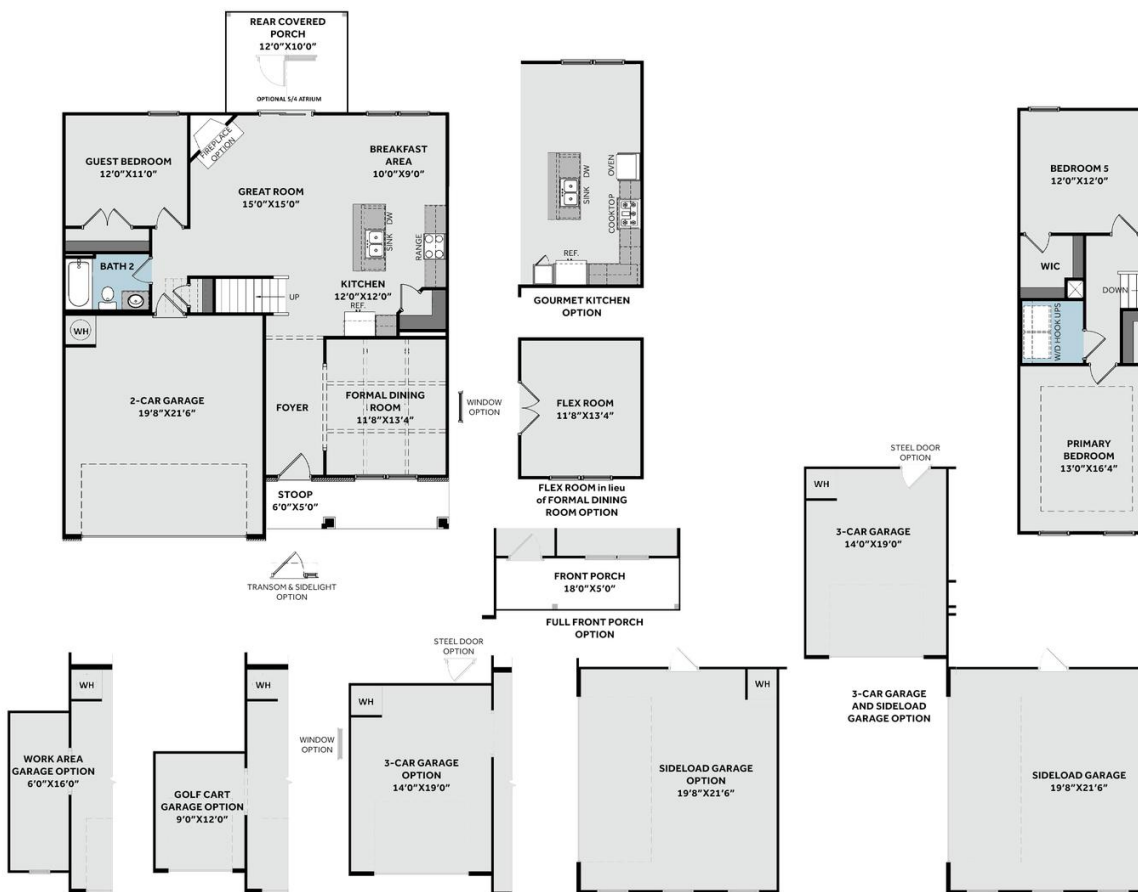 REAR COVERED
PORCH
12'0"X10'0"
OPTIONAL 5/4 ATRIUM
GUEST BEDROOM
12'0"X11'0"
FIREPLACE
OPTION
BREAKFAST
AREA
10'0"X9'0"
GREAT ROOM
15'0"X15'0"
SINK DW
RANGE
BATH 2
UP
KITCHEN
12'0"X12'0"
REF.
WH
2-CAR GARAGE
19'8"X21'6"
FOYER
FORMAL DINING
ROOM
11'8"X13'4"
STOOP
6'0"X5'0"
TRANSOM & SIDELIGHT
OPTION
WINDOW
OPTION
SINK DW
OVEN
COOKTOP
REF.
GOURMET KITCHEN
OPTION
FLEX ROOM
11'8"X13'4"
FLEX ROOM in lieu
of FORMAL DINING
ROOM OPTION
FRONT PORCH
18'0"X5'0"
FULL FRONT PORCH
OPTION
BEDROOM 5
12'0"X12'0"
WIC
DOWN
W/D HOOK UPS
PRIMARY
BEDROOM
13'0"X16'4"
STEEL DOOR
OPTION
WH
3-CAR GARAGE
14'0"X19'0"
3-CAR GARAGE
AND SIDELOAD
GARAGE OPTION
WH
WORK AREA
GARAGE OPTION
6'0"X16'0"
WH
GOLF CART
GARAGE OPTION
9'0"X12'0"
STEEL DOOR
OPTION
WH
WINDOW
OPTION
3-CAR GARAGE
OPTION
14'0"X19'0"
WH
SIDELOAD GARAGE
OPTION
19'8"X21'6"
SIDELOAD GARAGE
19'8"X21'6"